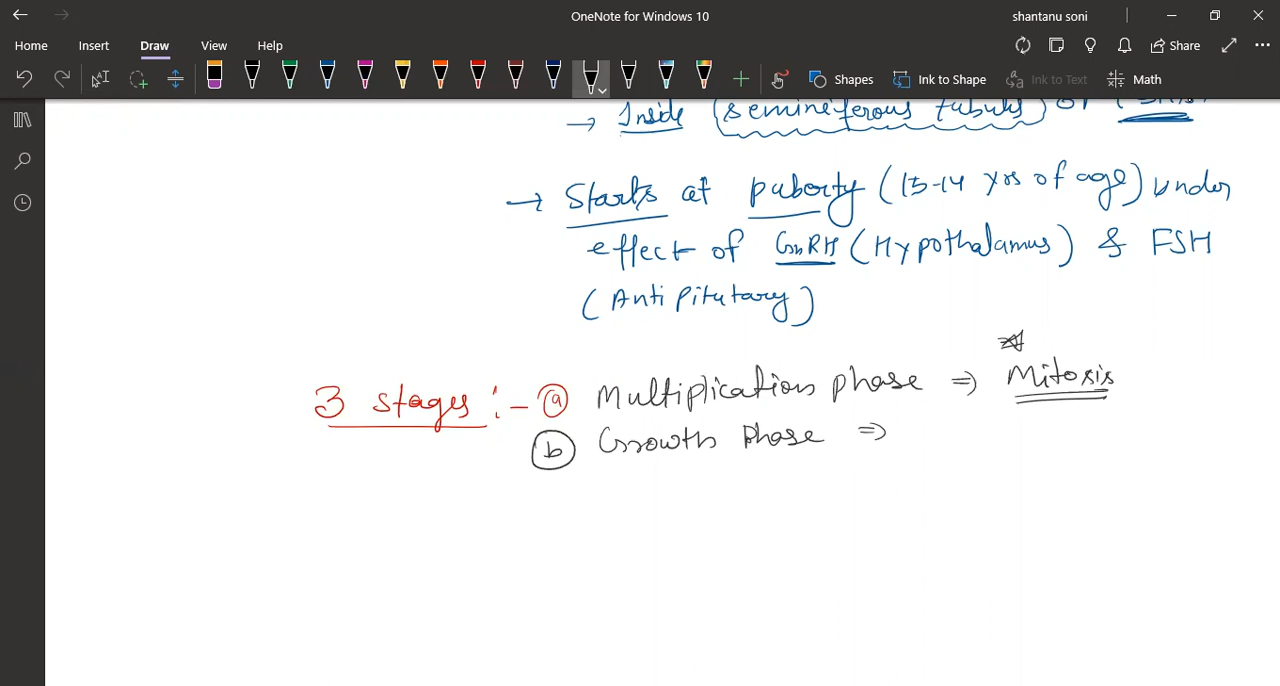 OneNote for Windows 10
shantanu soni
Home Insert Draw View Help
Share
Shapes Ink to Shape Ink to Text Math
→ Inside (seminiferous tubules) of
→ Starts at puberty (13-14 yrs of age) under
effect of GnRH (Hypothalamus) & FSH
(Anti pitutary)
3 stages :- (a) Multiplication phase ⇒ Mitosis
(b) Growth phase ⇒